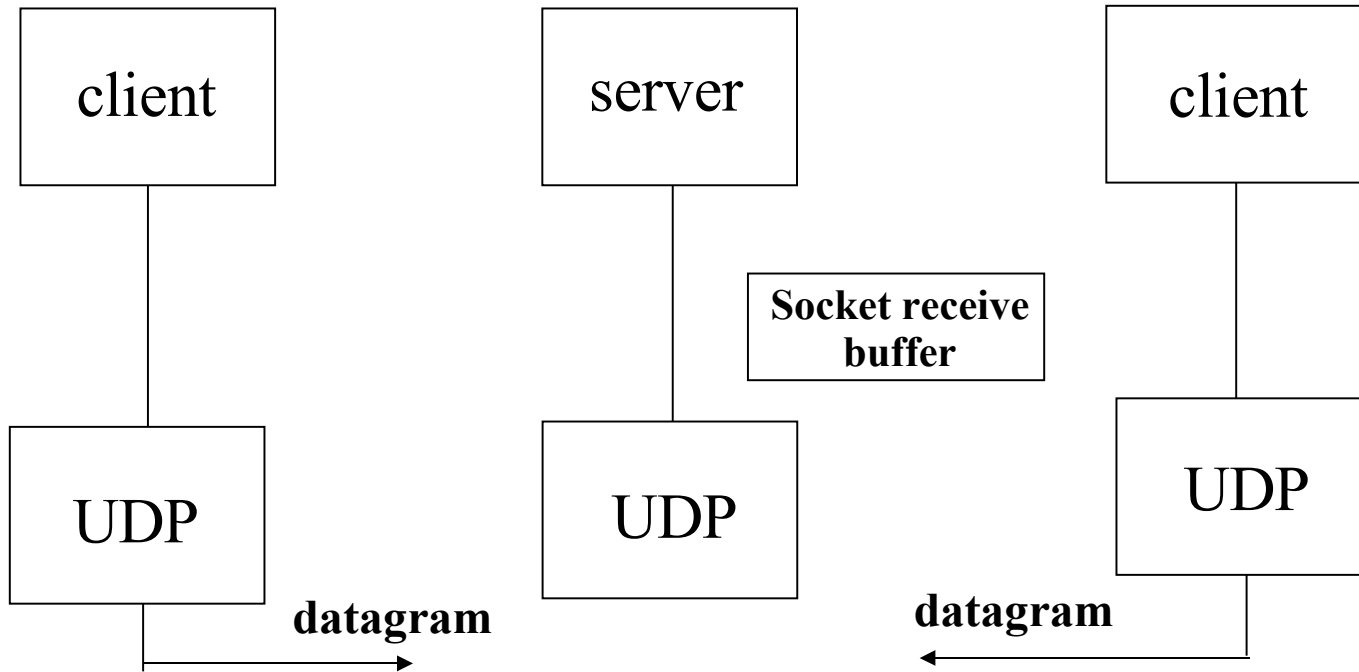 client
server
client
Socket receive
buffer
UDP
UDP
UDP
datagram
datagram